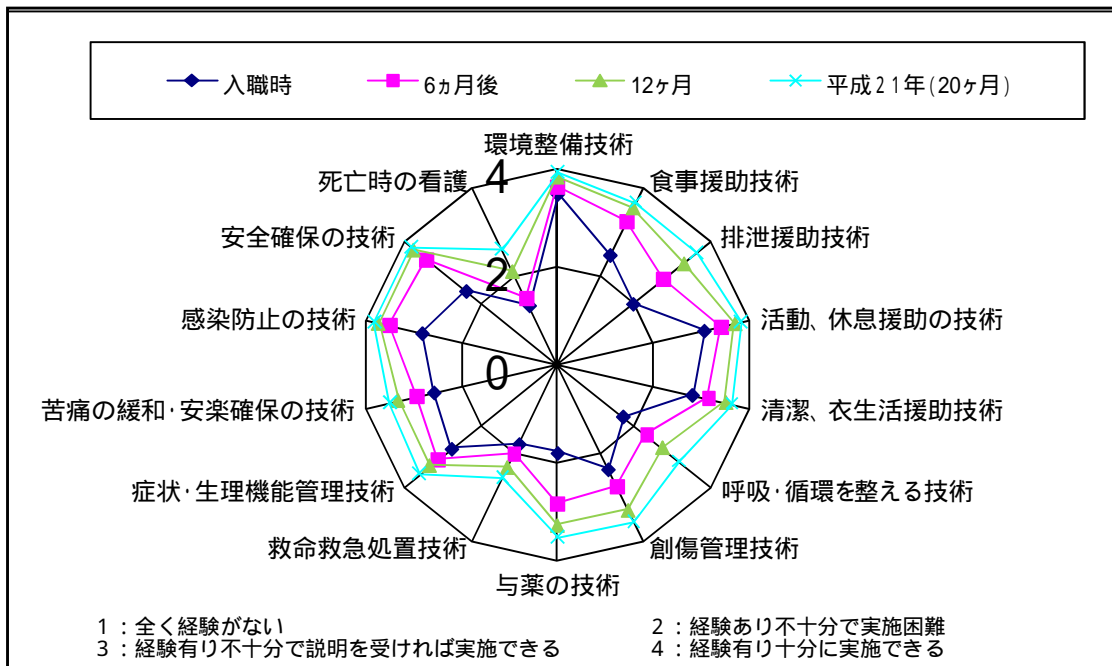 入職時 6ヵ月後 12ヶ月 平成21年(20ヶ月)
環境整備技術
食事援助技術
排泄援助技術
活動、休息援助の技術
清潔、衣生活援助技術
呼吸・循環を整える技術
創傷管理技術
与薬の技術
救命救急処置技術
症状・生理機能管理技術
苦痛の緩和・安楽確保の技術
感染防止の技術
安全確保の技術
死亡時の看護
4
2
0
1：全く経験がない 2：経験あり不十分で実施困難
3：経験有り不十分で説明を受ければ実施できる 4：経験有り十分に実施できる